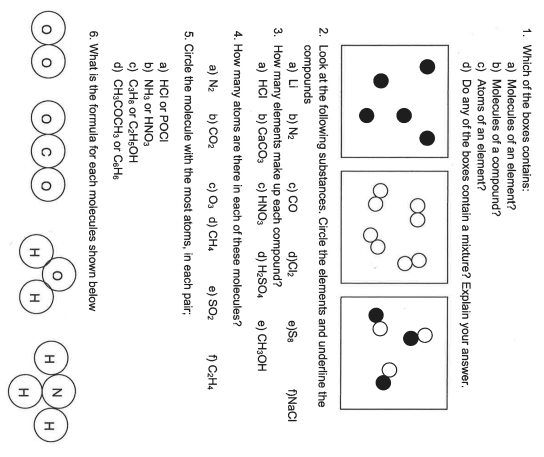 1. Which of the boxes contains:
a) Molecules of an element?
b) Molecules of a compound?
c) Atoms of an element?
d) Do any of the boxes contain a mixture? Explain your answer.
2. Look at the following substances. Circle the elements and underline the
compounds
a) Li b) N₂ c) CO d)Cl₂ e)S₈ f)NaCl
3. How many elements make up each compound?
a) HCl b) CaCO₃ c) HNO₃ d) H₂SO₄ e) CH₃OH
4. How many atoms are there in each of these molecules?
a) N₂ b) CO₂ c) O₃ d) CH₄ e) SO₂ f) C₂H₄
5. Circle the molecule with the most atoms, in each pair;
a) HCl or POCl
b) NH₃ or HNO₃
c) C₃H₈ or C₂H₅OH
d) CH₃COCH₃ or C₆H₆
6. What is the formula for each molecules shown below
O O
O C O
H O H
H N H
H